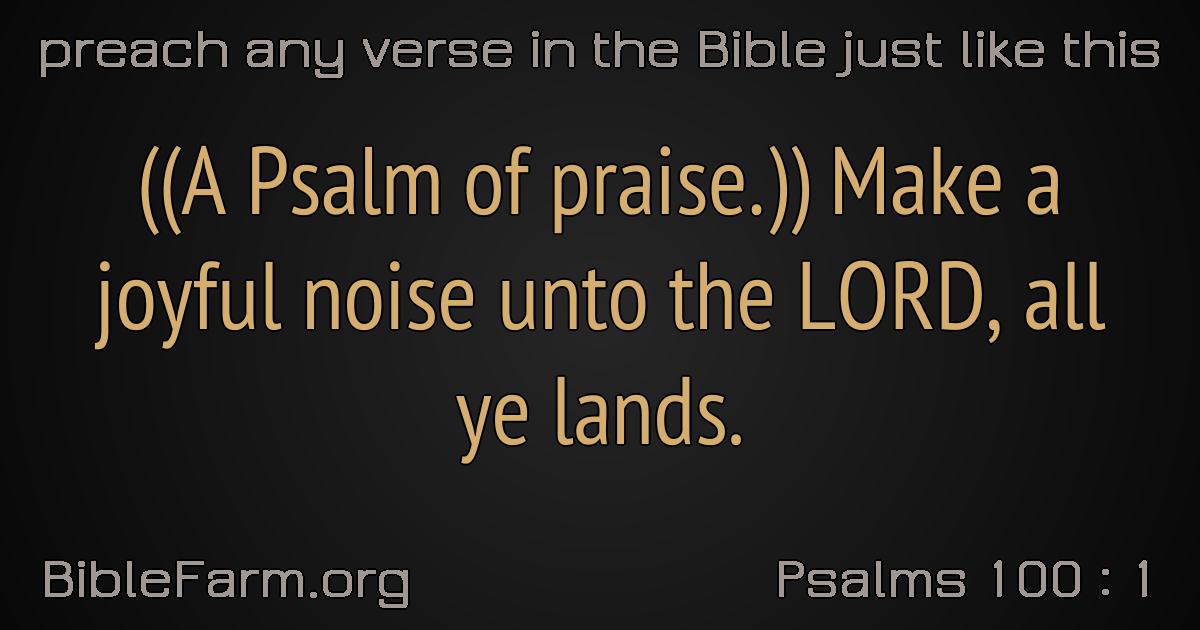 preach any verse in the Bible just like this
((A Psalm of praise.)) Make a
joyful noise unto the LORD, all
ye lands.
BibleFarm.org
Psalms 100 : 1